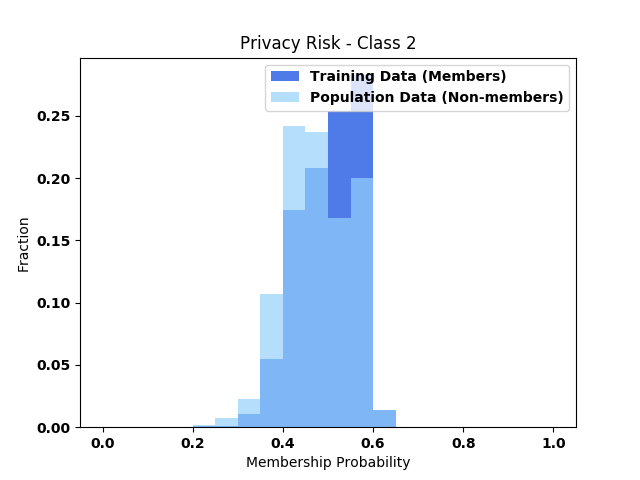 Privacy Risk - Class 2
Training Data (Members)
Population Data (Non-members)
0.25
0.20
0.15
0.10
0.05
0.00
Fraction
0.0 0.2 0.4 0.6 0.8 1.0
Membership Probability